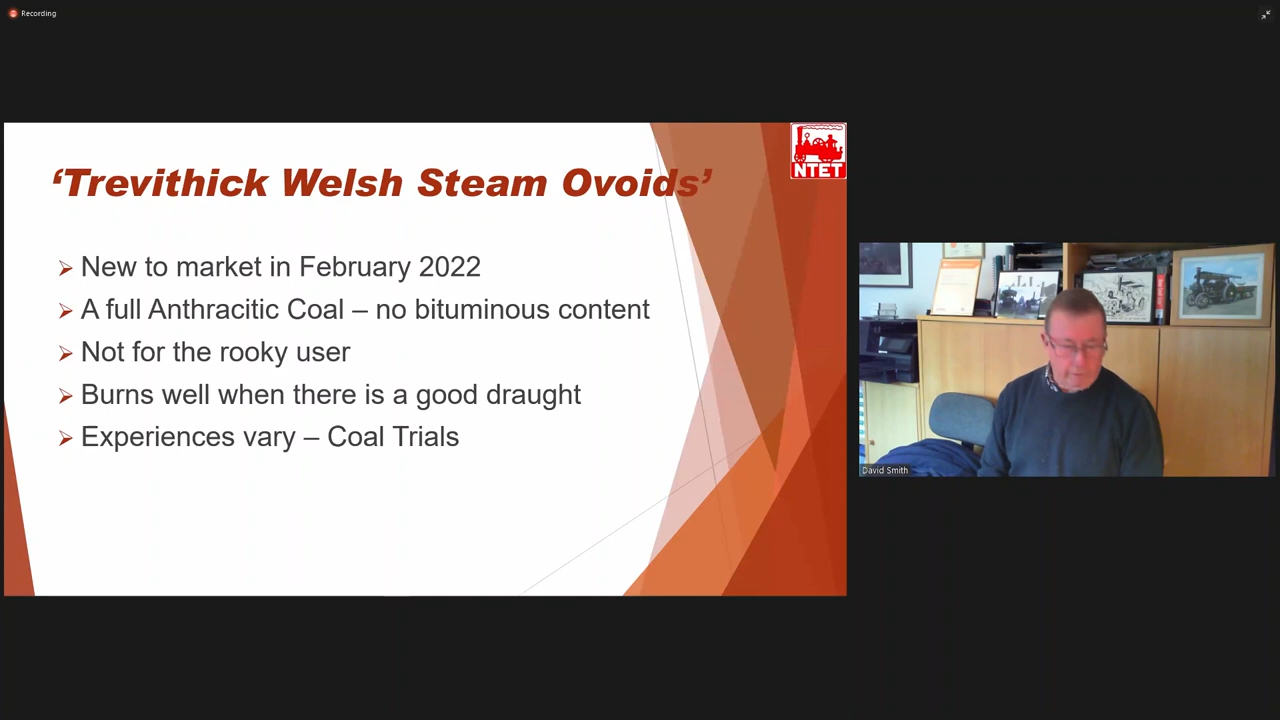 Recording
‘Trevithick Welsh Steam Ovoids’
NTET
New to market in February 2022
A full Anthracitic Coal – no bituminous content
Not for the rooky user
Burns well when there is a good draught
Experiences vary – Coal Trials
David Smith